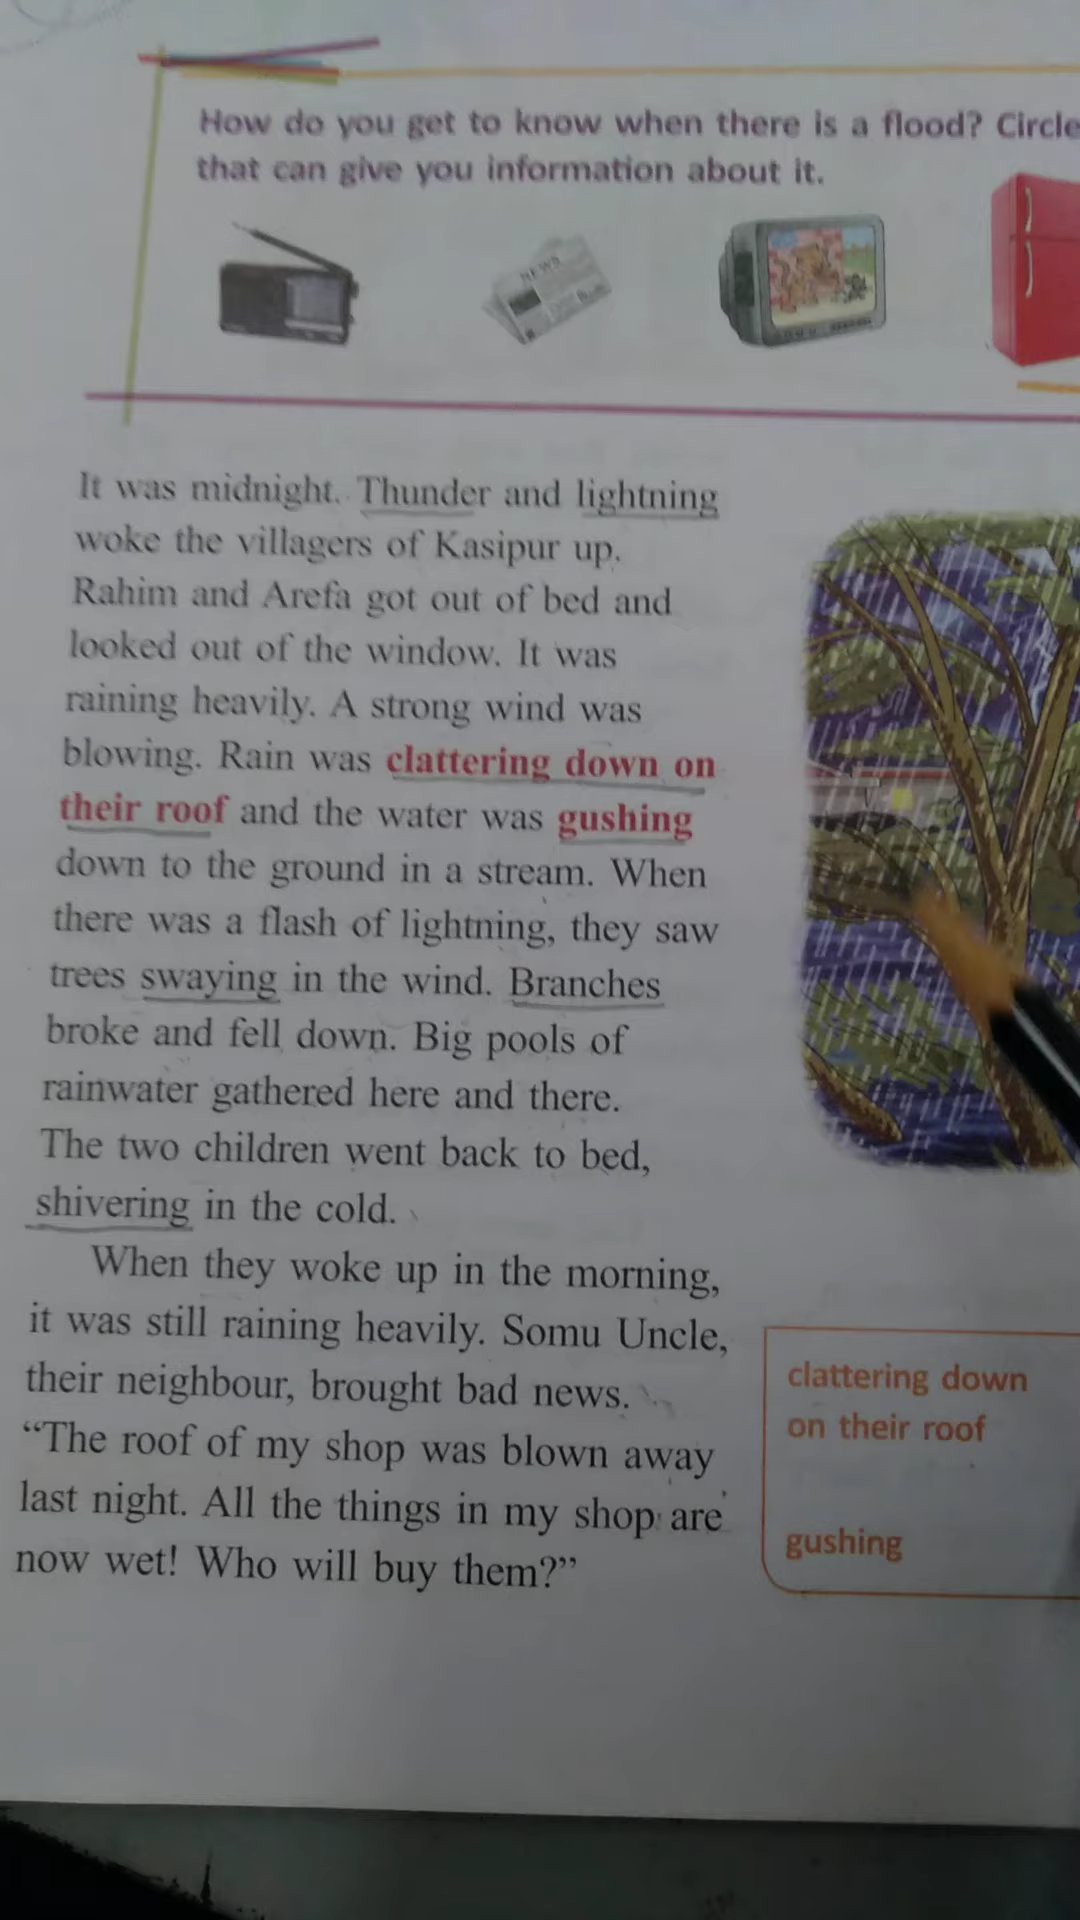 How do you get to know when there is a flood? Circle
that can give you information about it.
NEWS
It was midnight. Thunder and lightning
woke the villagers of Kasipur up.
Rahim and Arefa got out of bed and
looked out of the window. It was
raining heavily. A strong wind was
blowing. Rain was clattering down on
their roof and the water was gushing
down to the ground in a stream. When
there was a flash of lightning, they saw
trees swaying in the wind. Branches
broke and fell down. Big pools of
rainwater gathered here and there.
The two children went back to bed,
shivering in the cold.
When they woke up in the morning,
it was still raining heavily. Somu Uncle,
their neighbour, brought bad news.
“The roof of my shop was blown away
last night. All the things in my shop are
now wet! Who will buy them?”
clattering down
on their roof
gushing